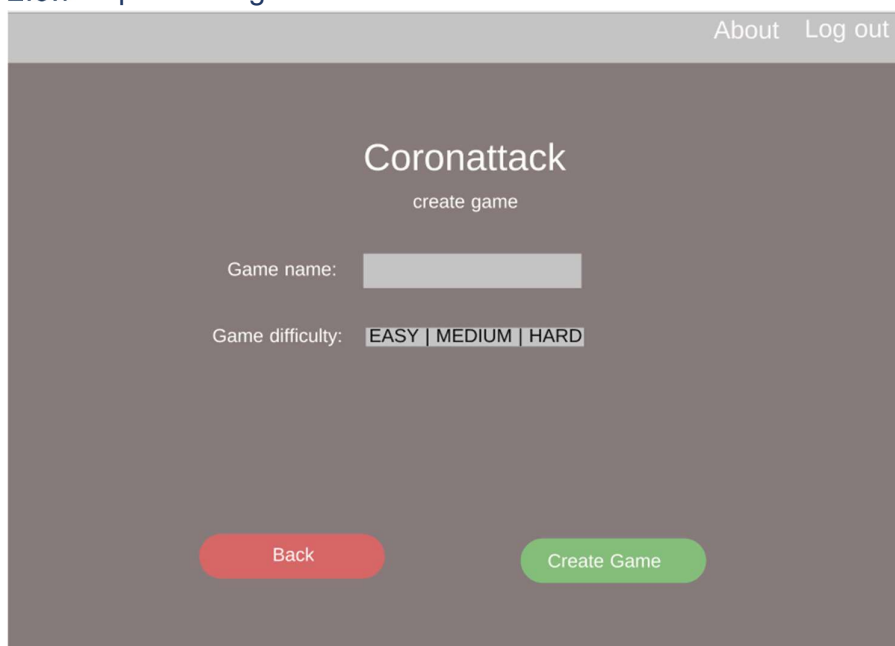 About Log out
Coronattack
create game
Game name:
Game difficulty: EASY | MEDIUM | HARD
Back
Create Game